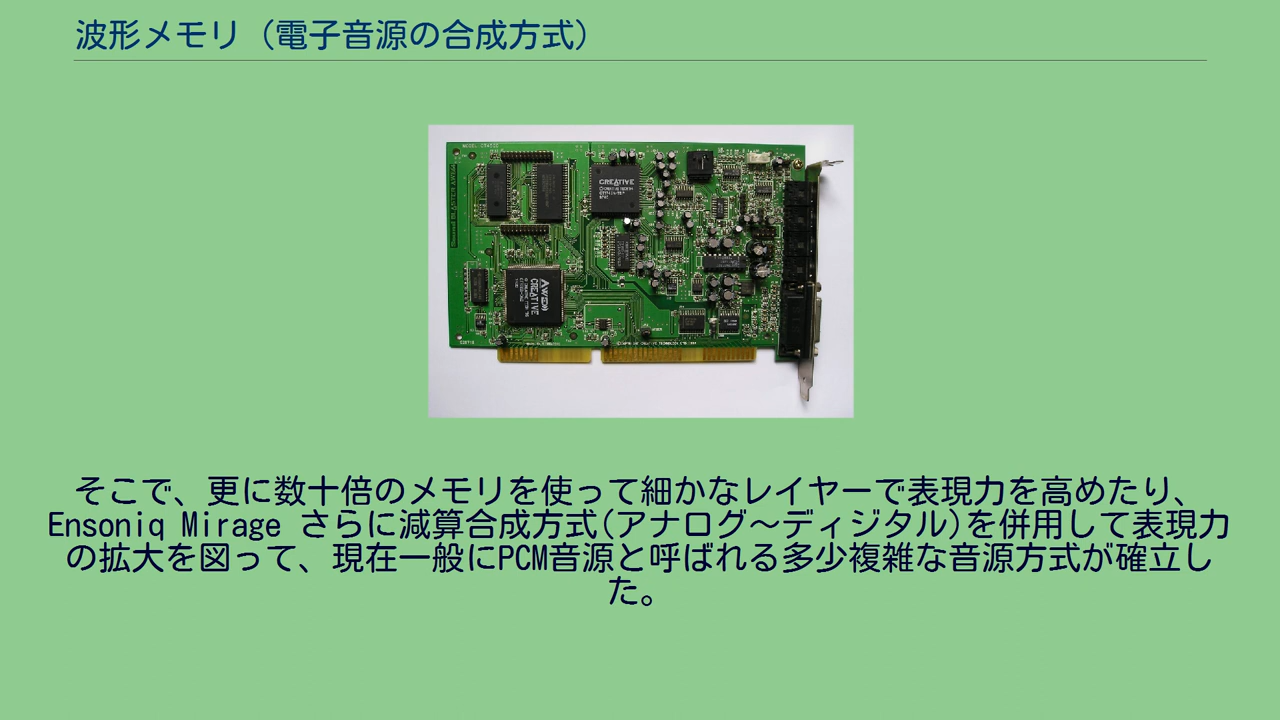 波形メモリ（電子音源の合成方式）
CREATIVE
CREATIVE
そこで、更に数十倍のメモリを使って細かなレイヤーで表現力を高めたり、
Ensoniq Mirage さらに減算合成方式(アナログ～ディジタル)を併用して表現力
の拡大を図って、現在一般にPCM音源と呼ばれる多少複雑な音源方式が確立し
た。